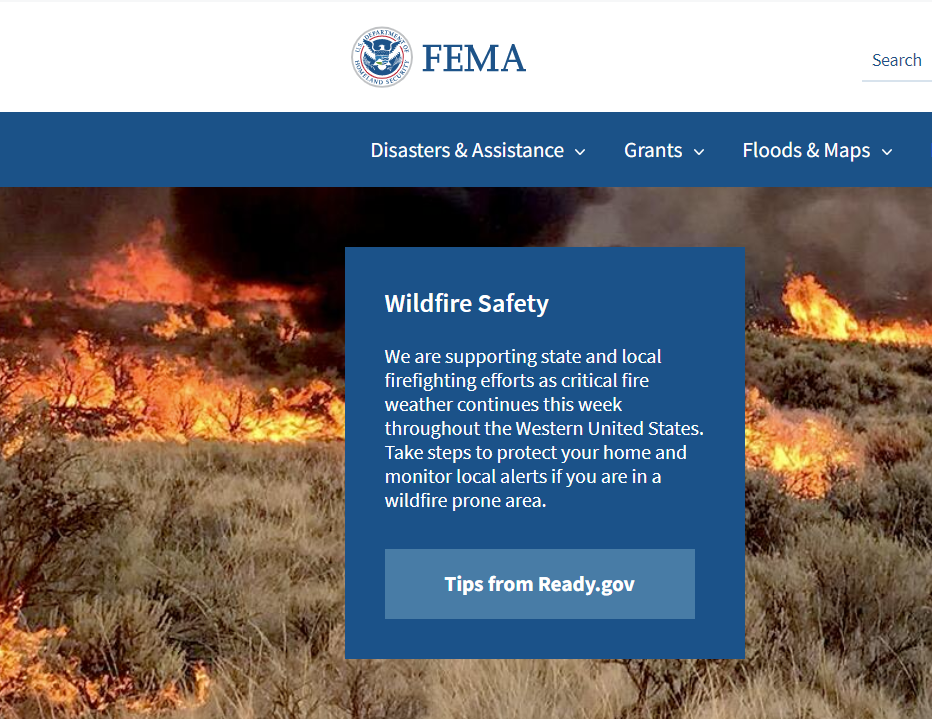 U.S. DEPARTMENT OF HOMELAND SECURITY
FEMA
Search
Disasters & Assistance
Grants
Floods & Maps
Wildfire Safety
We are supporting state and local
firefighting efforts as critical fire
weather continues this week
throughout the Western United States.
Take steps to protect your home and
monitor local alerts if you are in a
wildfire prone area.
Tips from Ready.gov